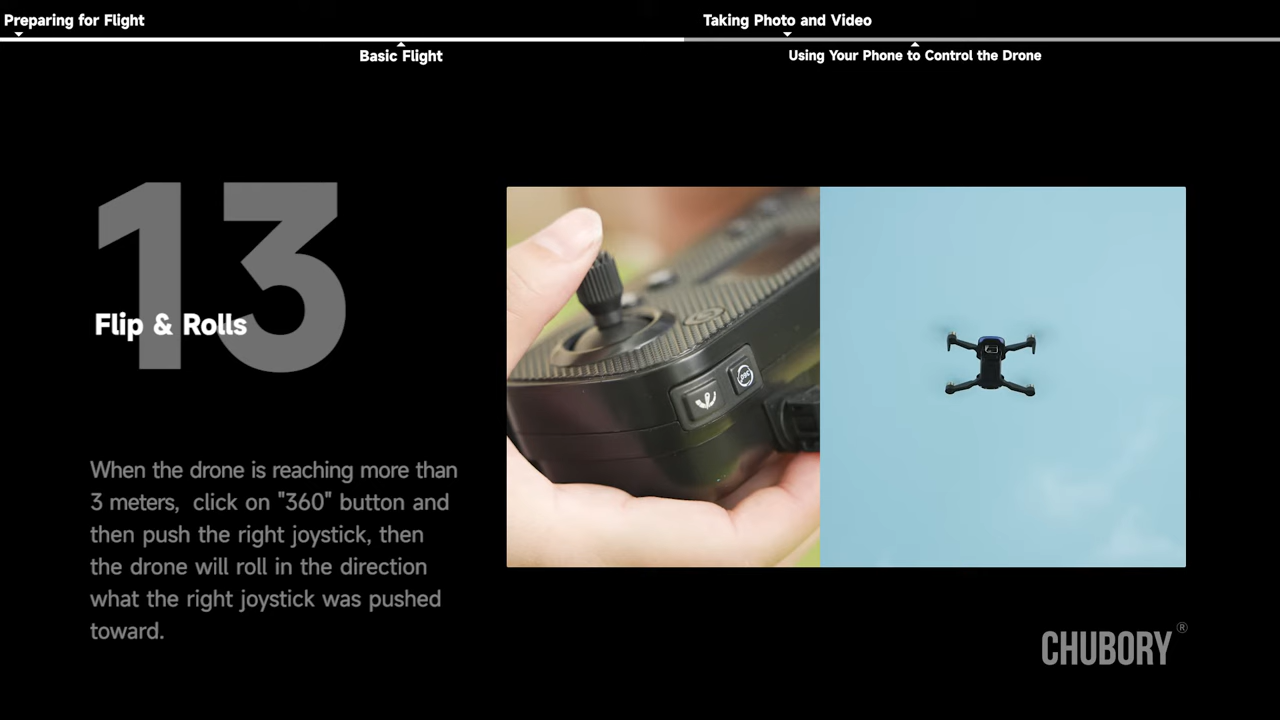 Preparing for Flight
Taking Photo and Video
Basic Flight
Using Your Phone to Control the Drone
13
Flip & Rolls
When the drone is reaching more than
3 meters, click on "360" button and
then push the right joystick, then
the drone will roll in the direction
what the right joystick was pushed
toward.
360
CHUBORY®